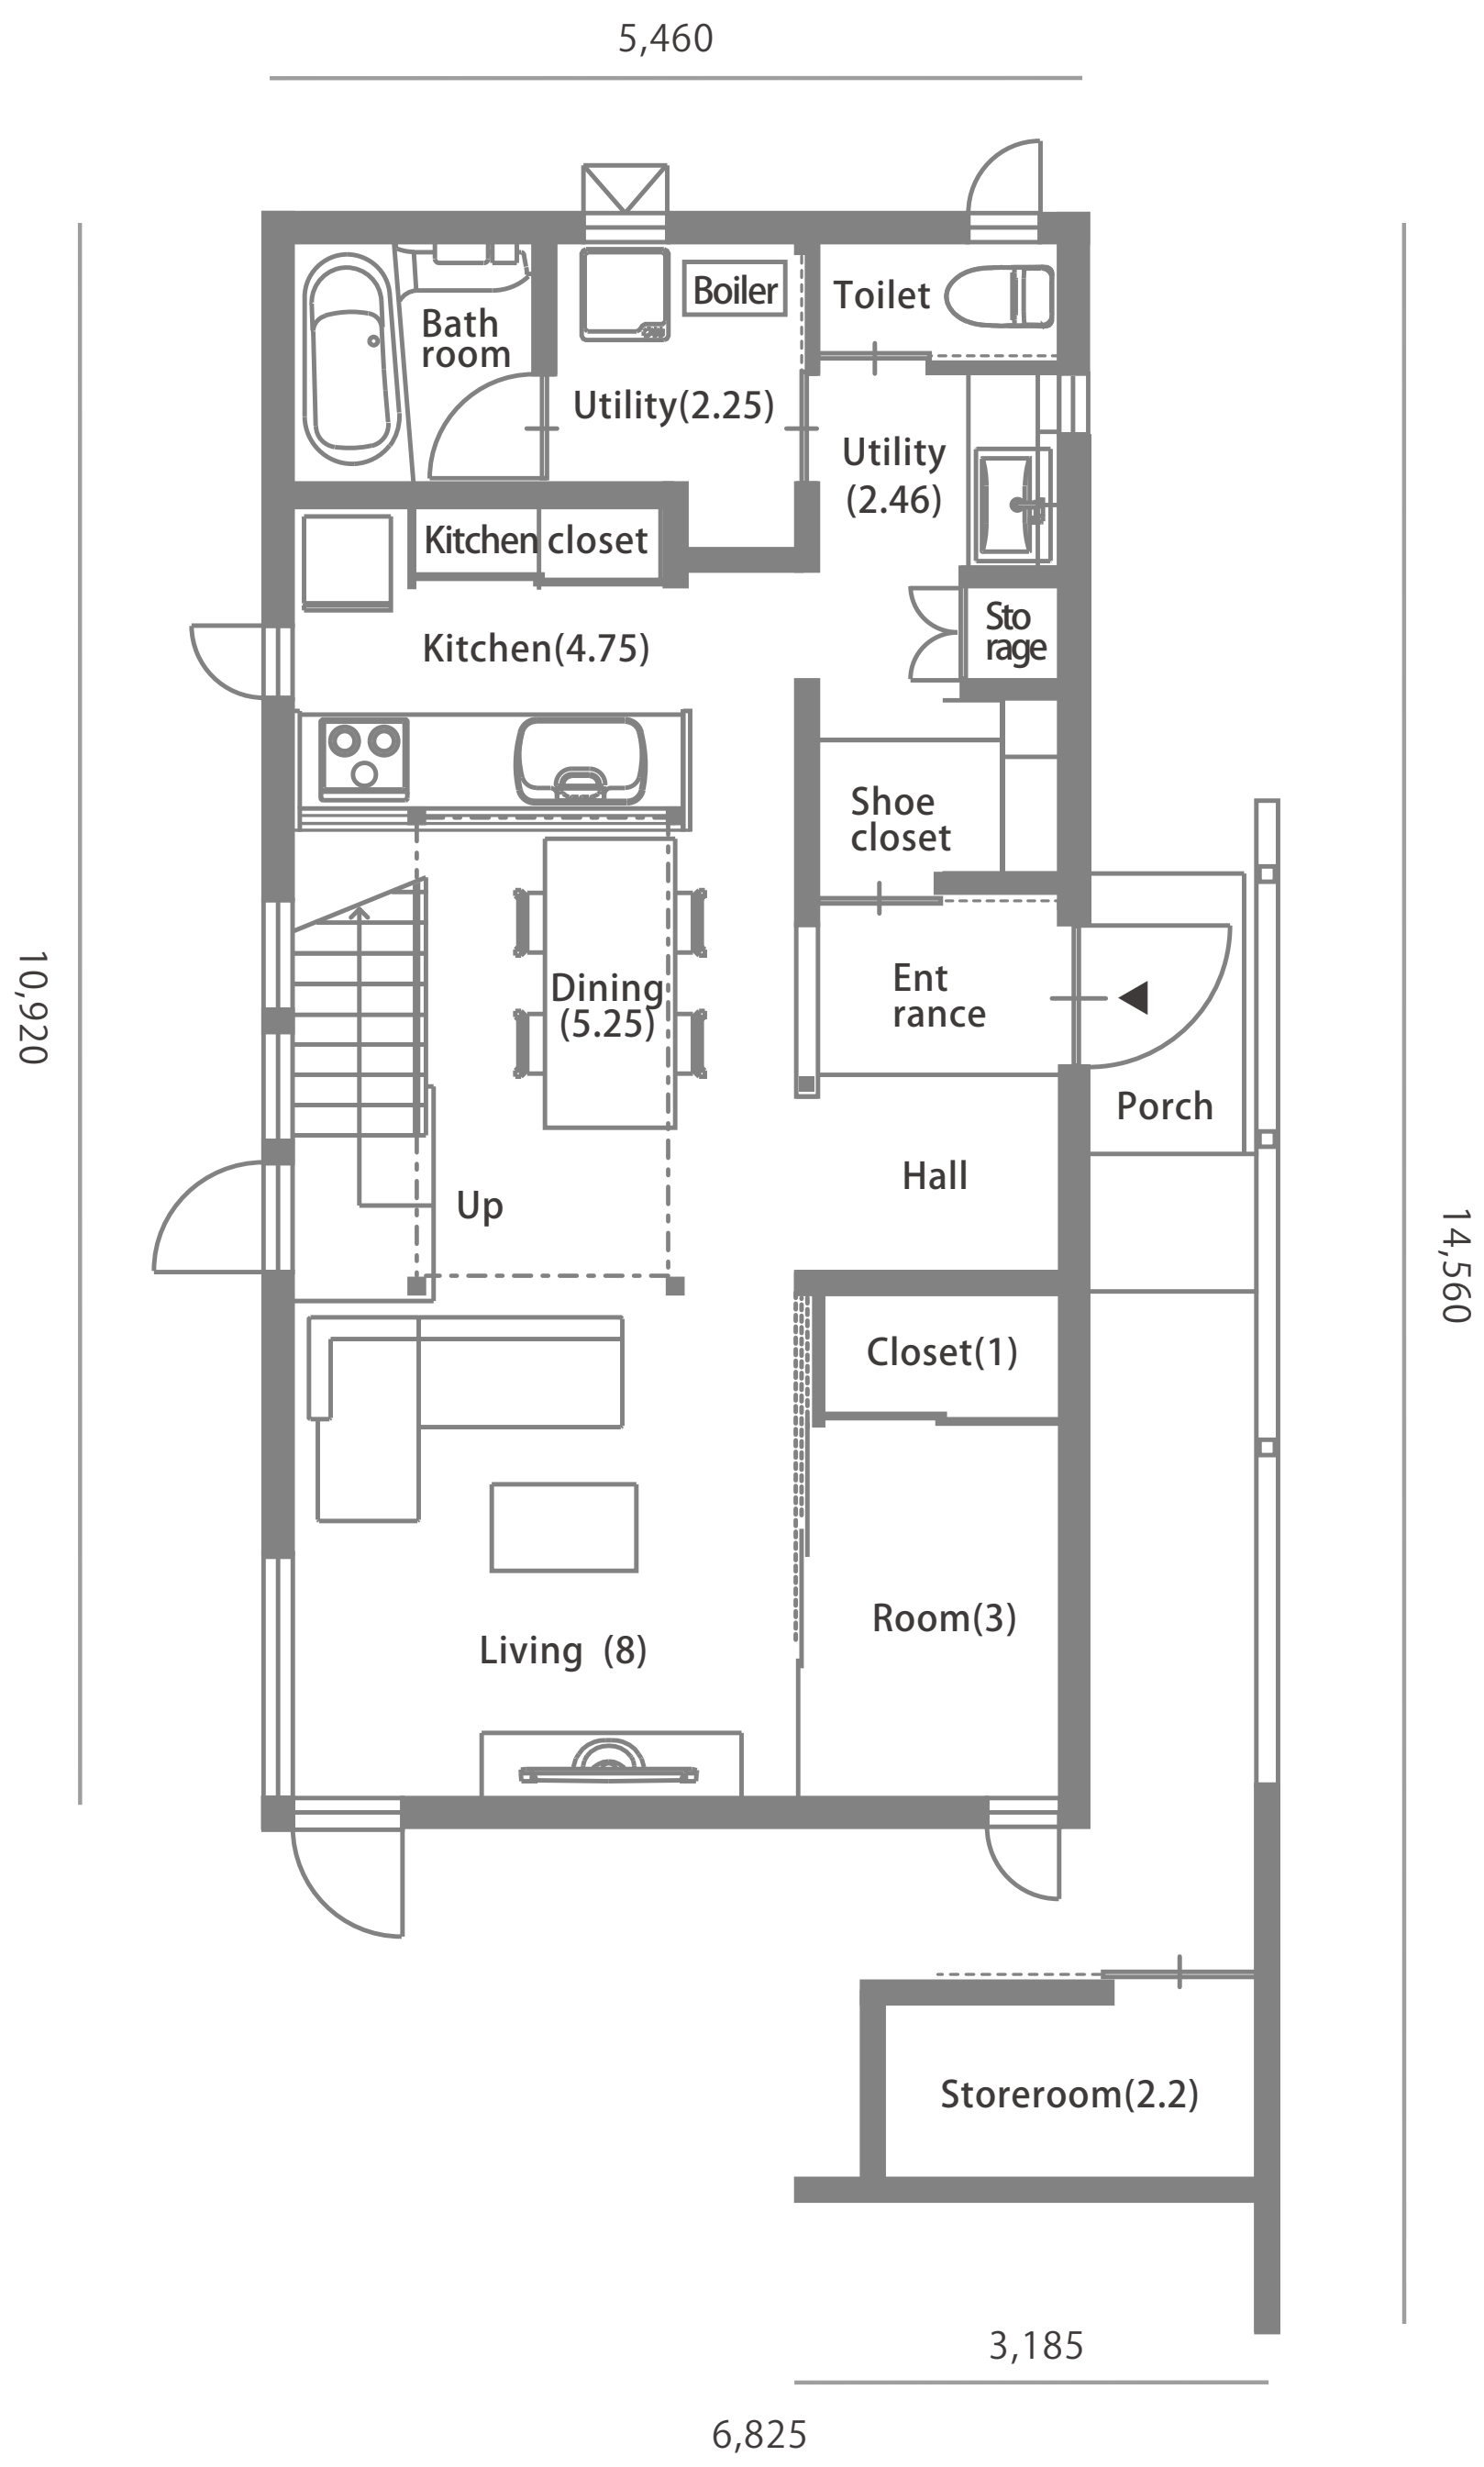 5,460
Boiler
Toilet
Bath
room
Utility(2.25)
Utility
(2.46)
Kitchen closet
Sto
rage
Kitchen(4.75)
Shoe
closet
Ent
rance
Dining
(5.25)
10,920
Porch
Hall
Up
14,560
Closet(1)
Room(3)
Living (8)
Storeroom(2.2)
3,185
6,825